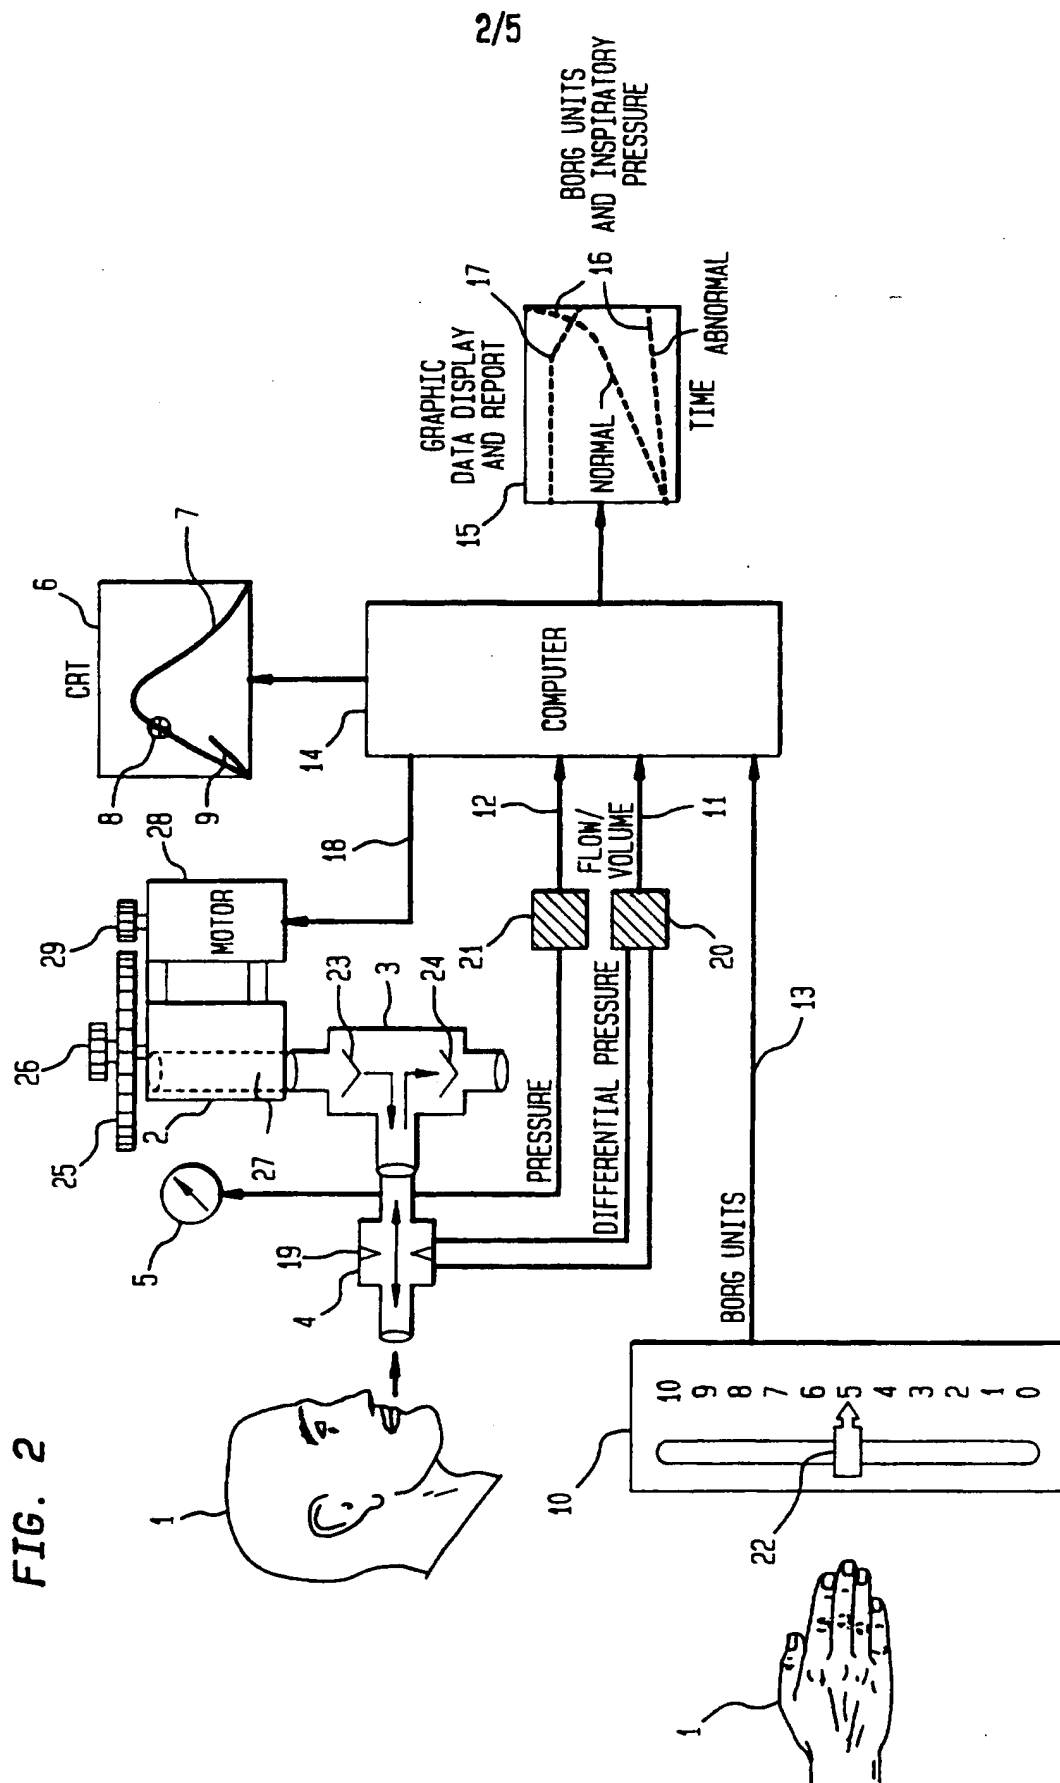 2/5
FIG. 2
1
5
25
26
29
2
27
28
MOTOR
19
4
23
3
24
18
8
9
CRT
6
7
14
COMPUTER
PRESSURE
21
12
DIFFERENTIAL PRESSURE
20
FLOW/
VOLUME
11
BORG UNITS
13
1
22
10
10
9
8
7
6
5
4
3
2
1
0
15
GRAPHIC
DATA DISPLAY
AND REPORT
17
16
NORMAL
TIME
ABNORMAL
BORG UNITS
AND INSPIRATORY
PRESSURE